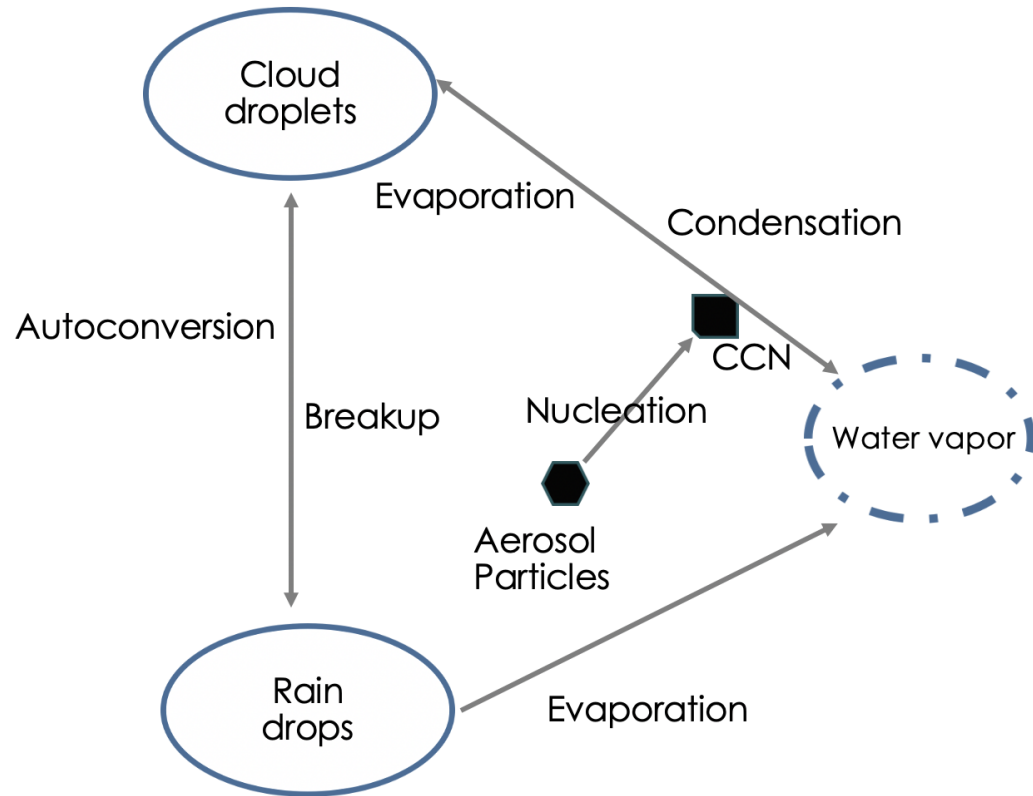 Cloud
droplets
Evaporation
Condensation
Autoconversion
CCN
Breakup
Nucleation
Water vapor
Aerosol
Particles
Rain
drops
Evaporation